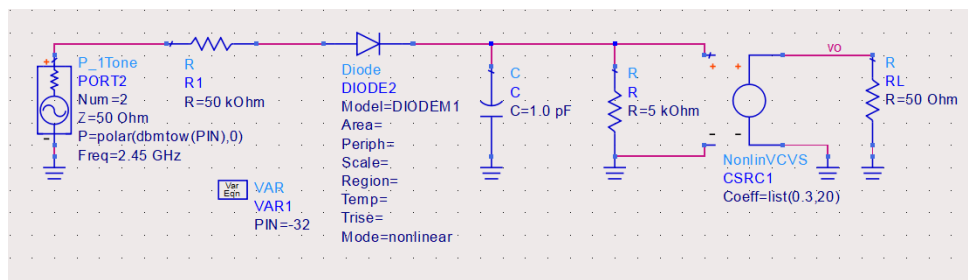 P_1Tone
PORT2
Num=2
Z=50 Ohm
P=polar(dbmtow(PIN),0)
Freq=2.45 GHz
+
-
R
R1
R=50 kOhm
Diode
DIODE2
Model=DIODEM1
Area=
Periph=
Scale=
Region=
Temp=
Trise=
Mode=nonlinear
Var
Eqn
VAR
VAR1
PIN=-32
C
C
C=1.0 pF
R
R
R=5 kOhm
+
+
-
-
NonlinVCVS
CSRC1
Coeff=list(0.3,20)
vo
R
RL
R=50 Ohm